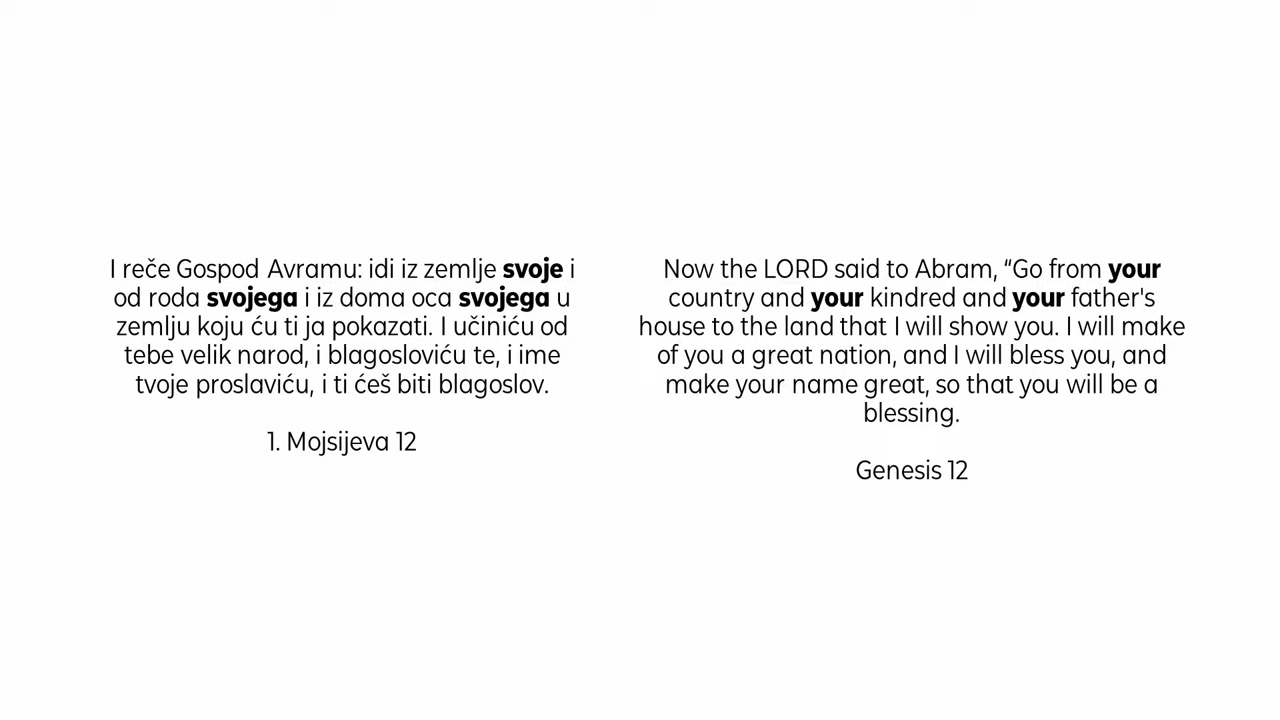 I reče Gospod Avramu: idi iz zemlje svoje i
od roda svojega i iz doma oca svojega u
zemlju koju ću ti ja pokazati. I učiniću od
tebe velik narod, i blagosloviću te, i ime
tvoje proslaviću, i ti ćeš biti blagoslov.
1. Mojsijeva 12
Now the LORD said to Abram, “Go from your
country and your kindred and your father's
house to the land that I will show you. I will make
of you a great nation, and I will bless you, and
make your name great, so that you will be a
blessing.
Genesis 12